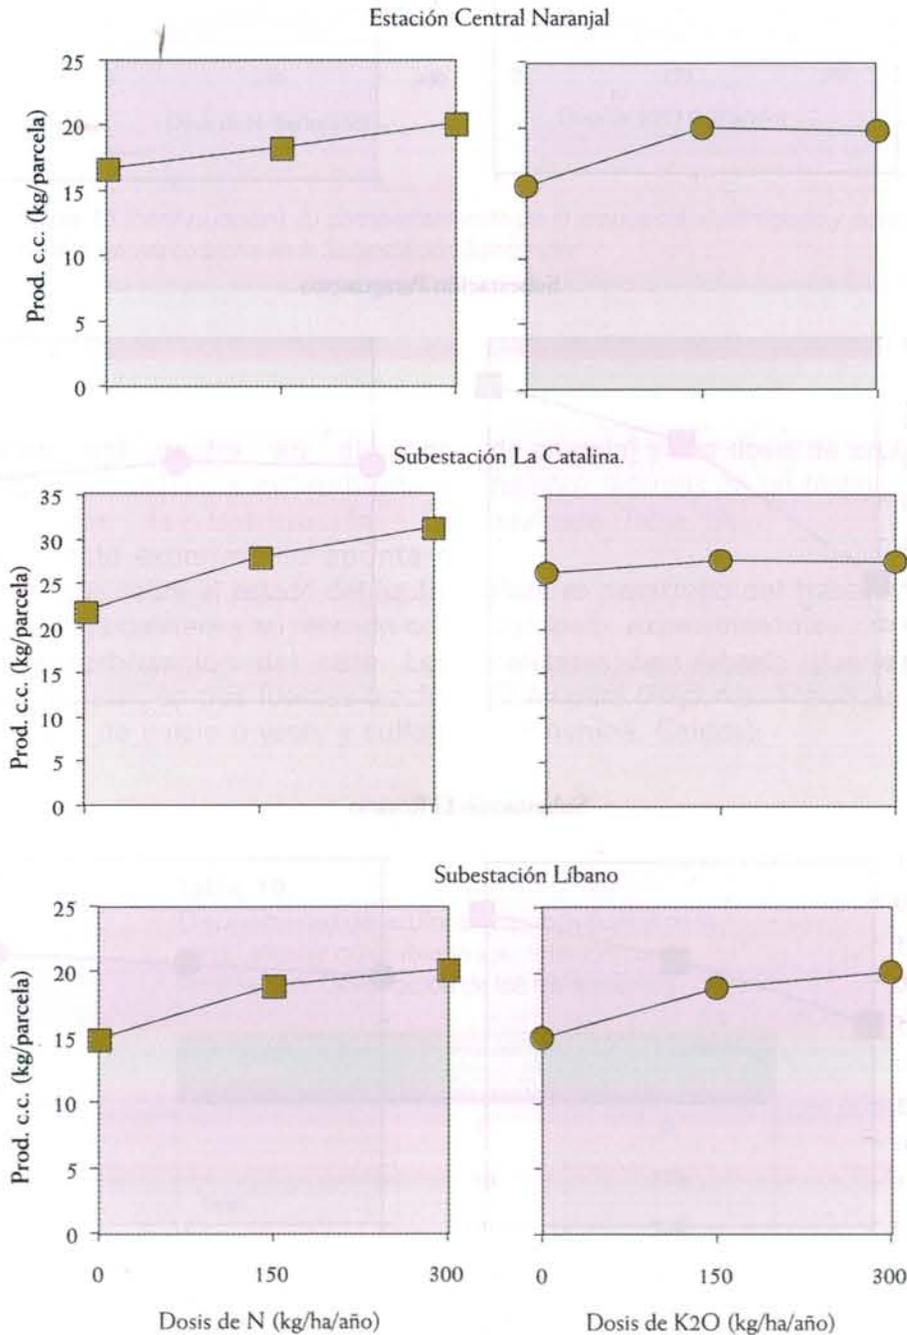 Estación Central Naranjal
Prod. c.c. (kg/parcela)
25
20
15
10
5
0
Subestación La Catalina.
Prod. c.c. (kg/parcela)
35
30
25
20
15
10
5
0
Subestación Líbano
Prod. c.c. (kg/parcela)
25
20
15
10
5
0
0 150 300
0 150 300
Dosis de N (kg/ha/año)
Dosis de K2O (kg/ha/año)